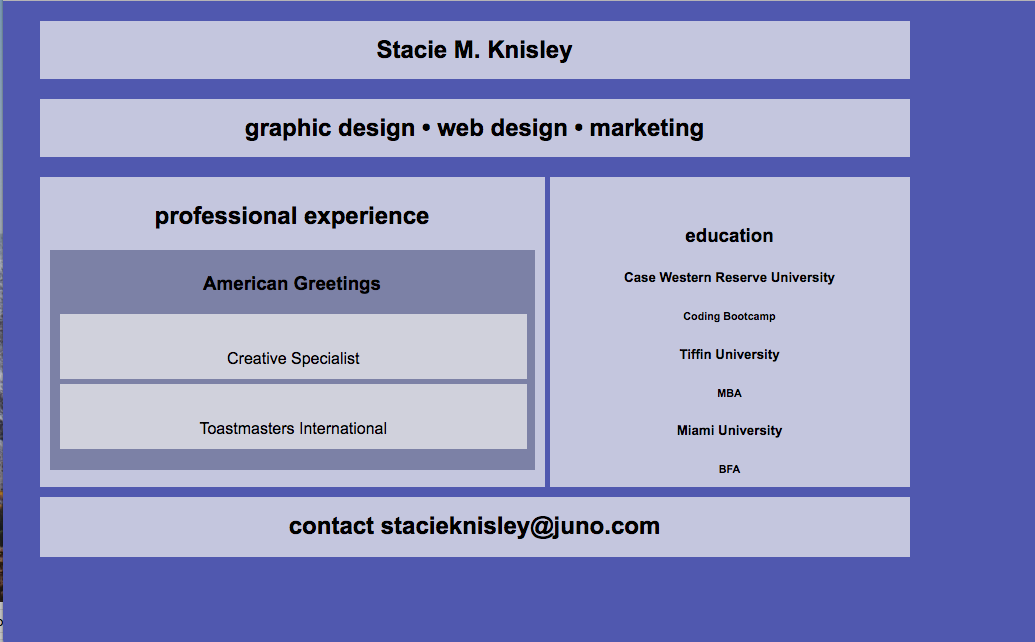 Stacie M. Knisley
graphic design • web design • marketing
professional experience
American Greetings
Creative Specialist
Toastmasters International
education
Case Western Reserve University
Coding Bootcamp
Tiffin University
MBA
Miami University
BFA
contact stacieknisley@juno.com